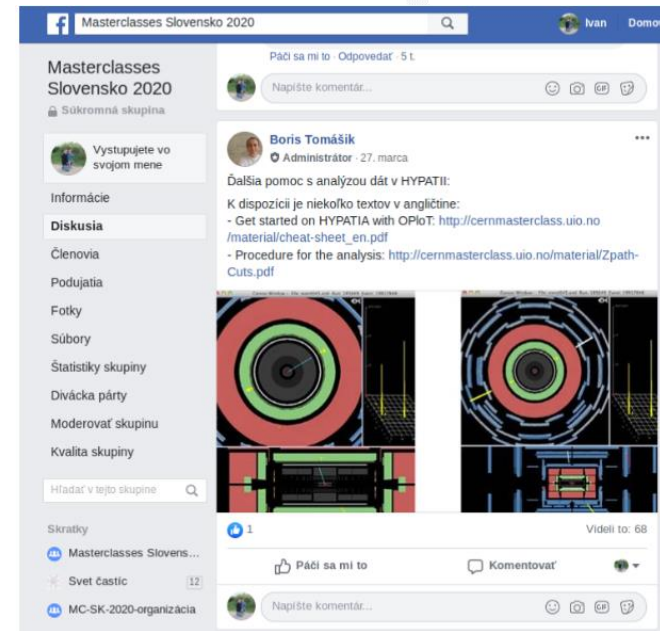 Masterclasses Slovensko 2020
Ivan
Domov
Masterclasses
Slovensko 2020
Súkromná skupina
Vystupujete vo
svojom mene
Informácie
Diskusia
Členovia
Podujatia
Fotky
Súbory
Štatistiky skupiny
Divácka párty
Moderovať skupinu
Kvalita skupiny
Hľadať v tejto skupine
Skratky
Masterclasses Slovens...
Svet častíc
12
MC-SK-2020-organizácia
Páči sa mi to · Odpovedať · 5 t.
Napíšte komentár...
Boris Tomášik
Administrátor · 27. marca
Ďalšia pomoc s analýzou dát v HYPATII:
K dispozícii je niekoľko textov v angličtine:
- Get started on HYPATIA with OPloT: http://cernmasterclass.uio.no
/material/cheat-sheet_en.pdf
- Procedure for the analysis: http://cernmasterclass.uio.no/material/Zpath-
Cuts.pdf
1
Videli to: 68
Páči sa mi to
Komentovať
Napíšte komentár...
GIF